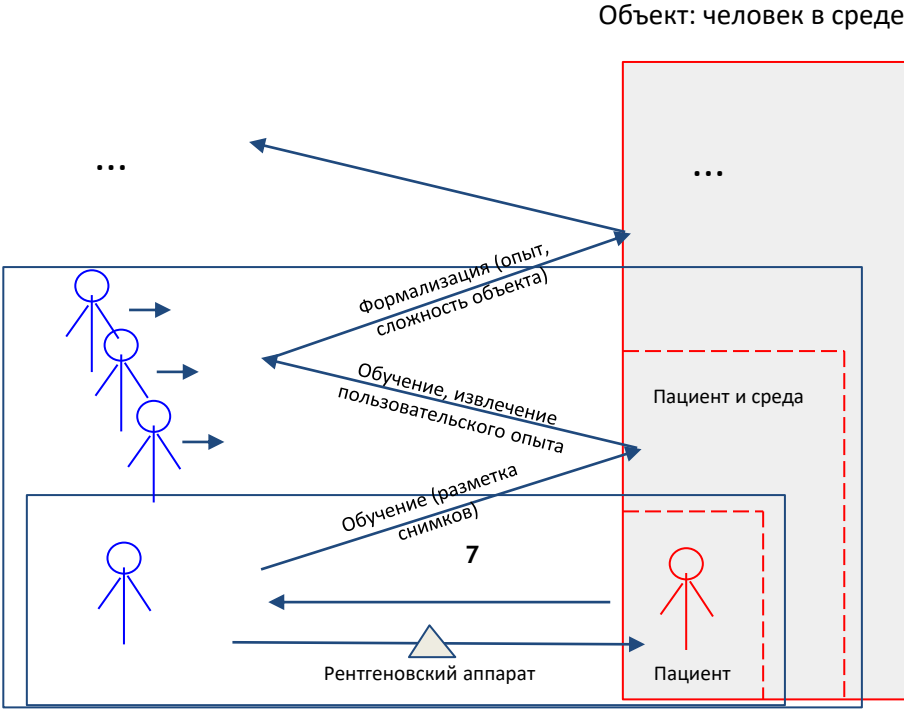 Объект: человек в среде
...
...
Формализация (опыт,
сложность объекта)
Обучение, извлечение
пользовательского опыта
Пациент и среда
Обучение (разметка
снимков)
7
Рентгеновский аппарат
Пациент